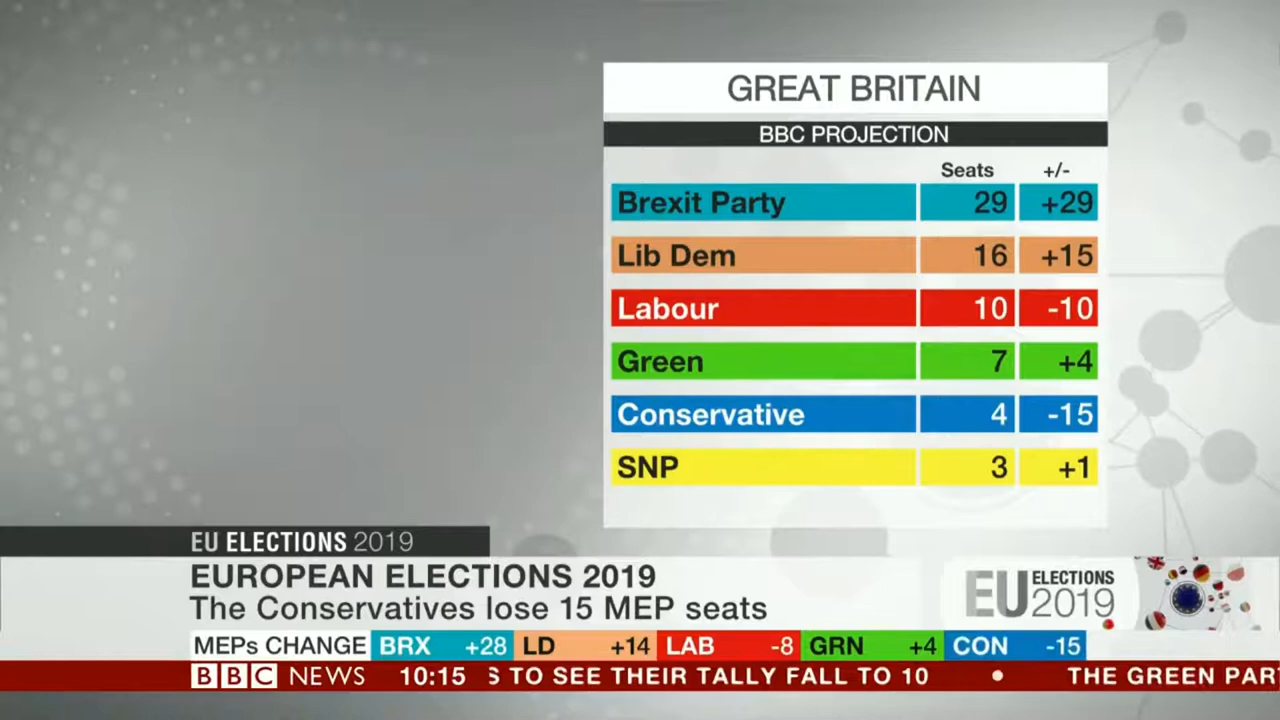 GREAT BRITAIN
BBC PROJECTION
Seats +/-
Brexit Party 29 +29
Lib Dem 16 +15
Labour 10 -10
Green 7 +4
Conservative 4 -15
SNP 3 +1
EU ELECTIONS 2019
EUROPEAN ELECTIONS 2019
The Conservatives lose 15 MEP seats
EU ELECTIONS 2019
MEPs CHANGE BRX +28 LD +14 LAB -8 GRN +4 CON -15
BBC NEWS 10:15 S TO SEE THEIR TALLY FALL TO 10 • THE GREEN PAR